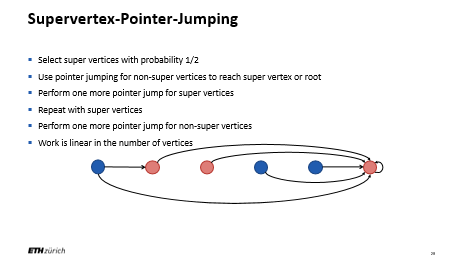 Supervertex-Pointer-Jumping
▪ Select super vertices with probability 1/2
▪ Use pointer jumping for non-super vertices to reach super vertex or root
▪ Perform one more pointer jump for super vertices
▪ Repeat with super vertices
▪ Perform one more pointer jump for non-super vertices
▪ Work is linear in the number of vertices
ETH zürich